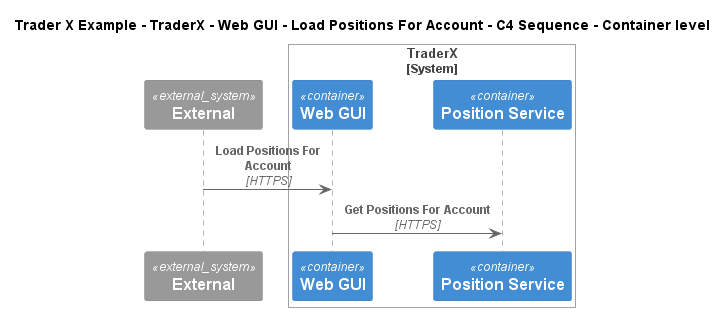 Trader X Example - TraderX - Web GUI - Load Positions For Account - C4 Sequence - Container level
TraderX
[System]
«external_system»
External
«container»
Web GUI
«container»
Position Service
Load Positions For
Account
[HTTPS]
Get Positions For Account
[HTTPS]
«external_system»
External
«container»
Web GUI
«container»
Position Service